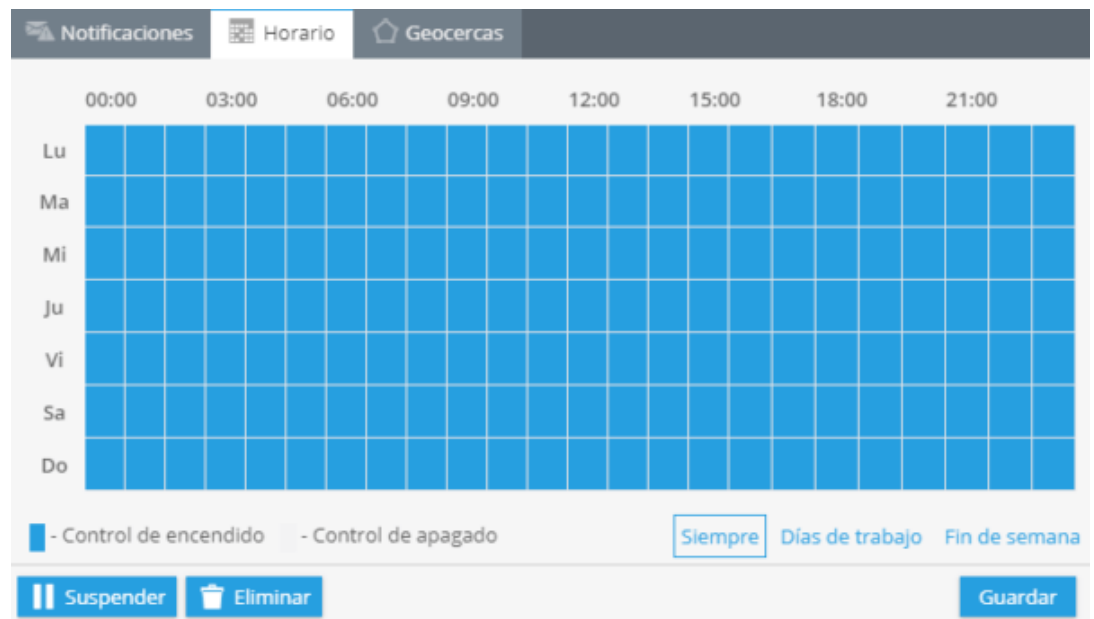 Notificaciones Horario Geocercas
00:00 03:00 06:00 09:00 12:00 15:00 18:00 21:00
Lu
Ma
Mi
Ju
Vi
Sa
Do
- Control de encendido - Control de apagado Siempre Días de trabajo Fin de semana
Suspender Eliminar Guardar